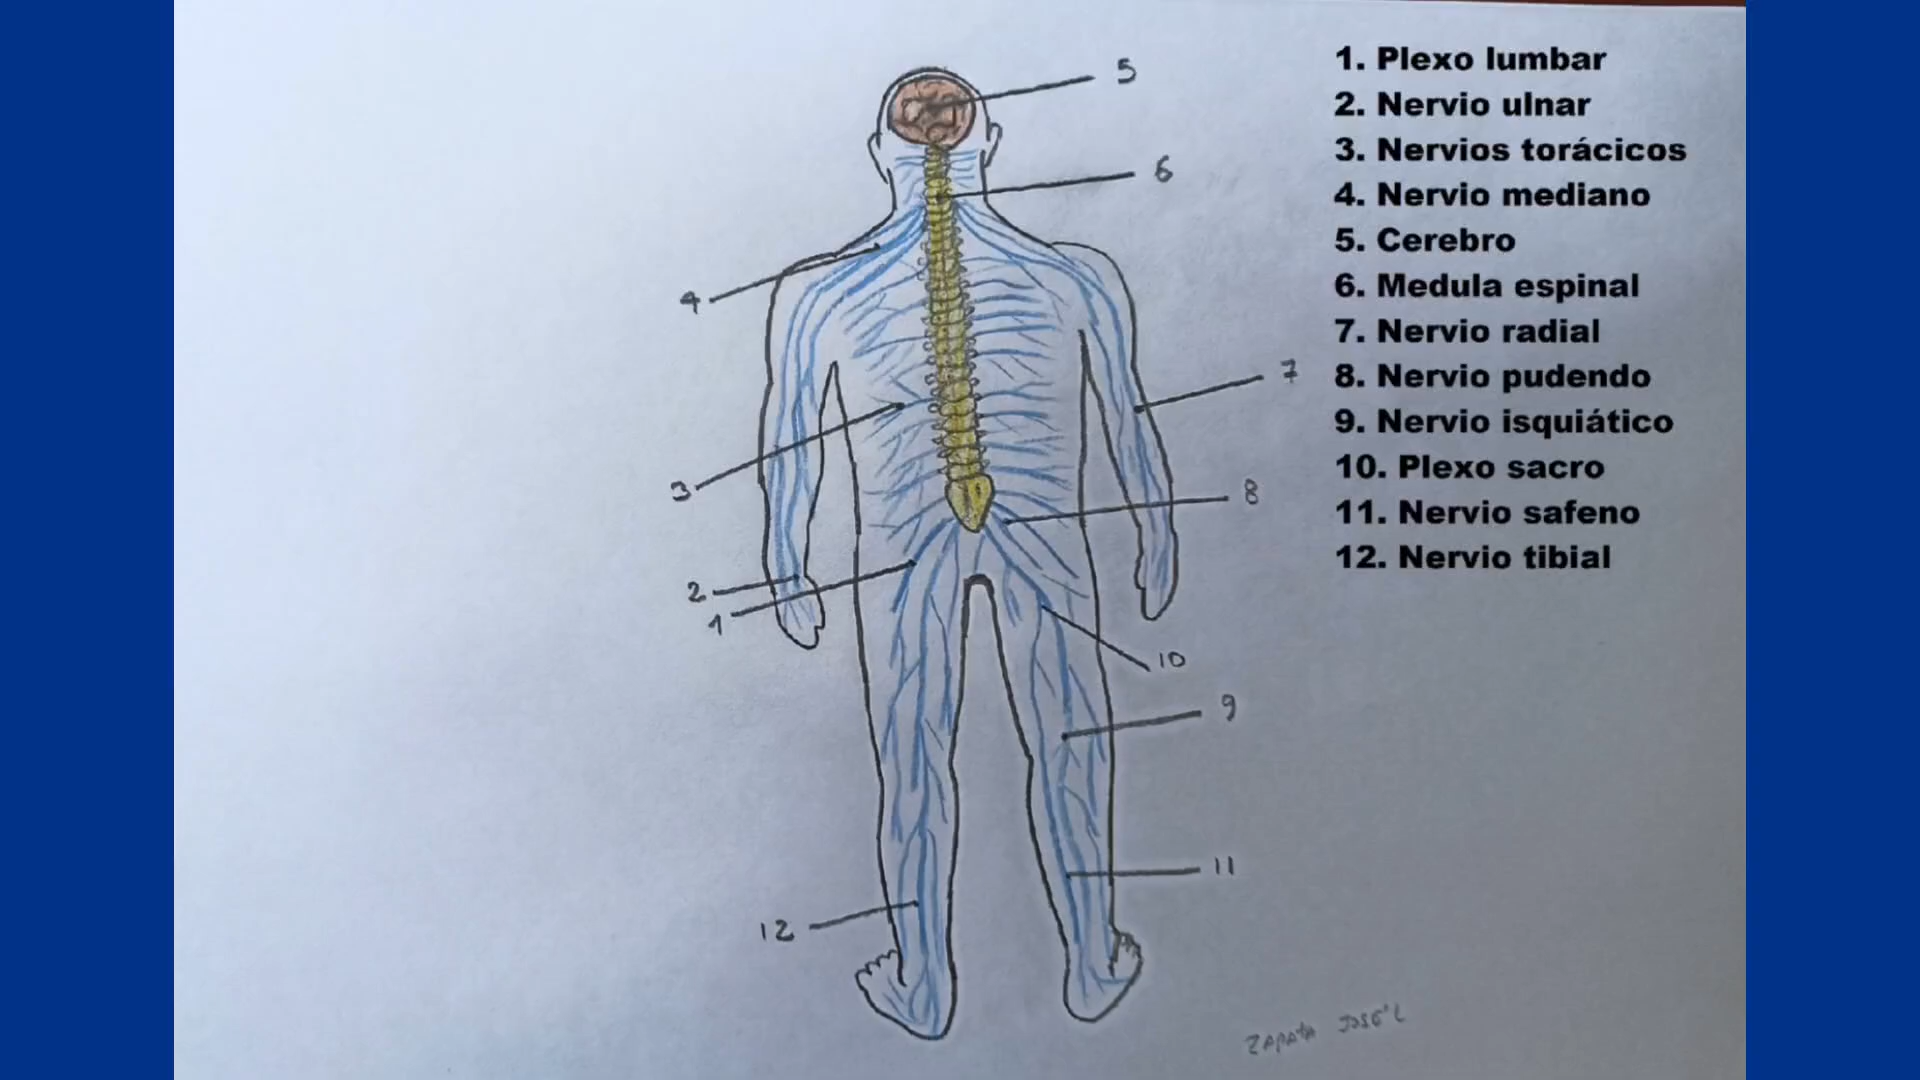 5
6
4
7
3
8
2
1
10
9
11
12
1. Plexo lumbar
2. Nervio ulnar
3. Nervios torácicos
4. Nervio mediano
5. Cerebro
6. Medula espinal
7. Nervio radial
8. Nervio pudendo
9. Nervio isquiático
10. Plexo sacro
11. Nervio safeno
12. Nervio tibial
ZAPATA JOSE'L